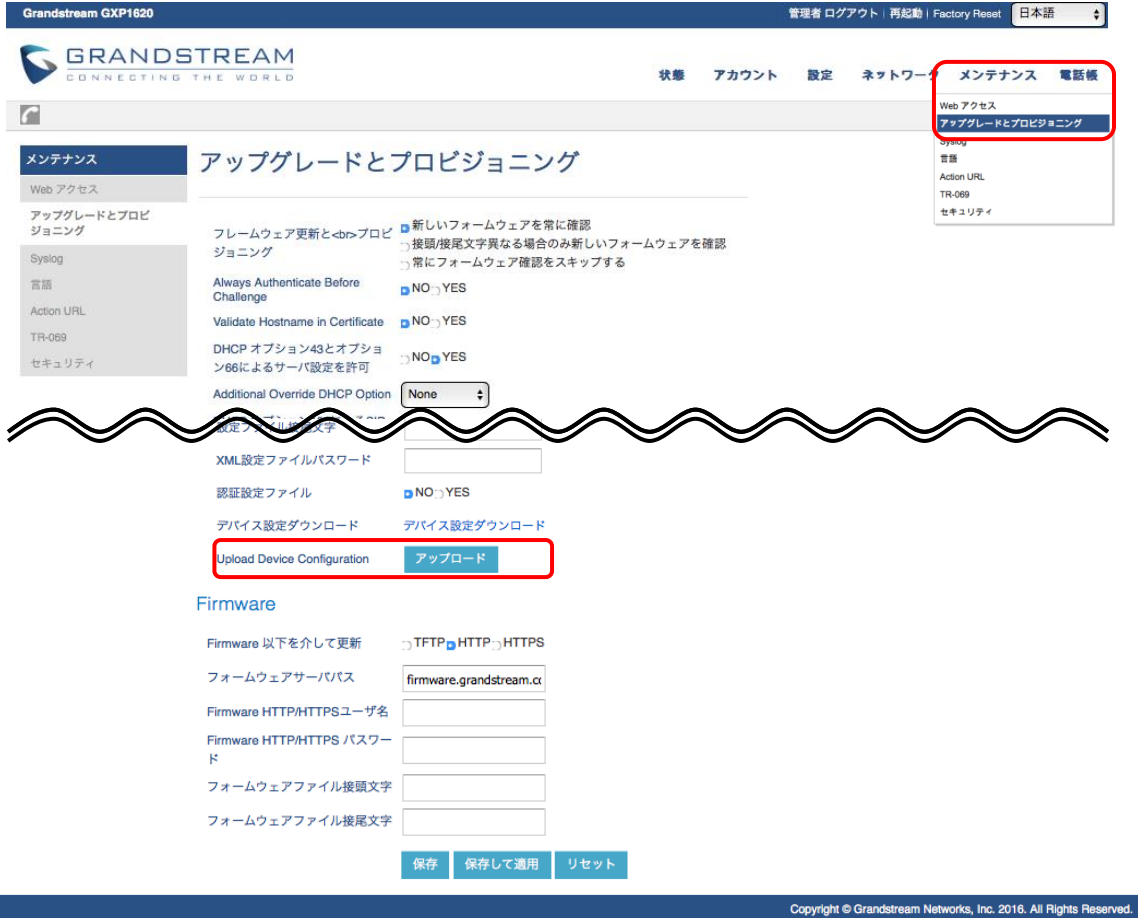 Grandstream GXP1620
管理者 ログアウト | 再起動 | Factory Reset 日本語
GRANDSTREAM
CONNECTING THE WORLD
状態 アカウント 設定 ネットワーク メンテナンス 電話帳
Web アクセス
アップグレードとプロビジョニング
Syslog
言語
Action URL
TR-069
セキュリティ
メンテナンス
Web アクセス
アップグレードとプロビ
ジョニング
Syslog
言語
Action URL
TR-069
セキュリティ
アップグレードとプロビジョニング
フレームウェア更新と<br>プロビ
ジョニング
新しいフォームウェアを常に確認
接頭/接尾文字異なる場合のみ新しいフォームウェアを確認
常にフォームウェア確認をスキップする
Always Authenticate Before
Challenge
NO YES
Validate Hostname in Certificate NO YES
DHCP オプション43とオプショ
ン66によるサーバ設定を許可
NO YES
Additional Override DHCP Option None
設定ファイル接尾文字
XML設定ファイルパスワード
認証設定ファイル NO YES
デバイス設定ダウンロード デバイス設定ダウンロード
Upload Device Configuration アップロード
Firmware
Firmware 以下を介して更新 TFTP HTTP HTTPS
フォームウェアサーバパス firmware.grandstream.co
Firmware HTTP/HTTPSユーザ名
Firmware HTTP/HTTPS パスワー
ド
フォームウェアファイル接頭文字
フォームウェアファイル接尾文字
保存 保存して適用 リセット
Copyright © Grandstream Networks, Inc. 2016. All Rights Reserved.